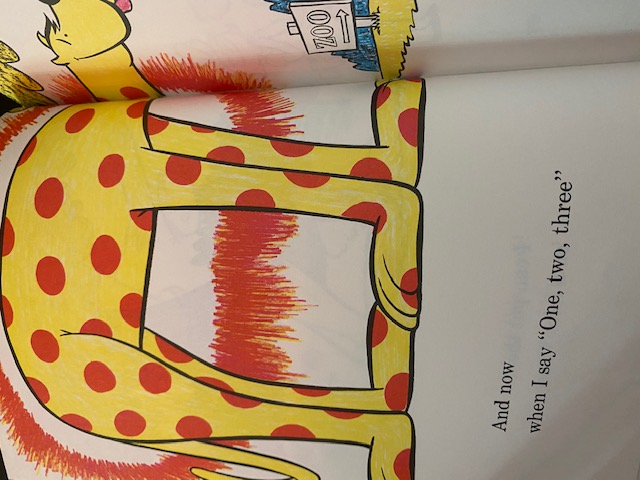 ZOO
And now
when I say “One, two, three”